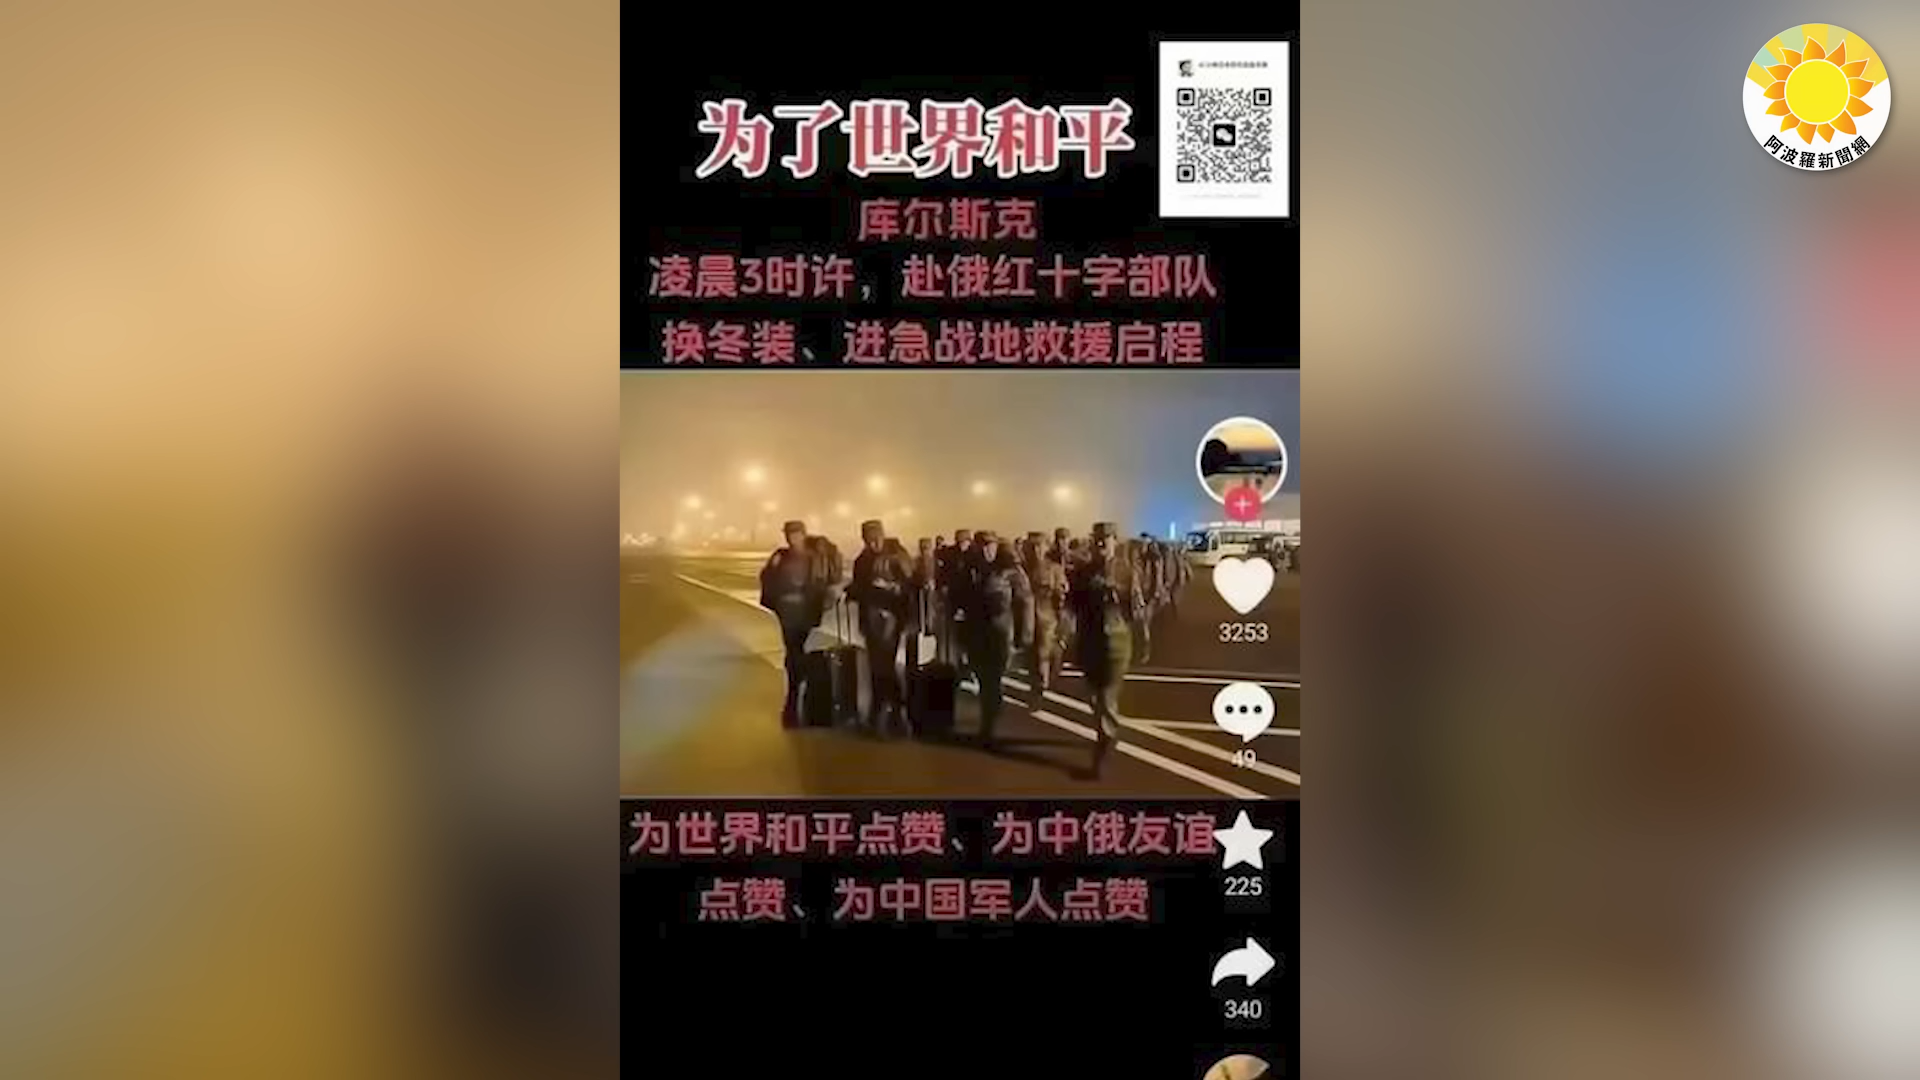 为了世界和平
库尔斯克
凌晨3时许，赴俄红十字部队
换冬装、进急战地救援启程
3253
49
为世界和平点赞、为中俄友谊
点赞、为中国军人点赞
225
340
阿波羅新聞網